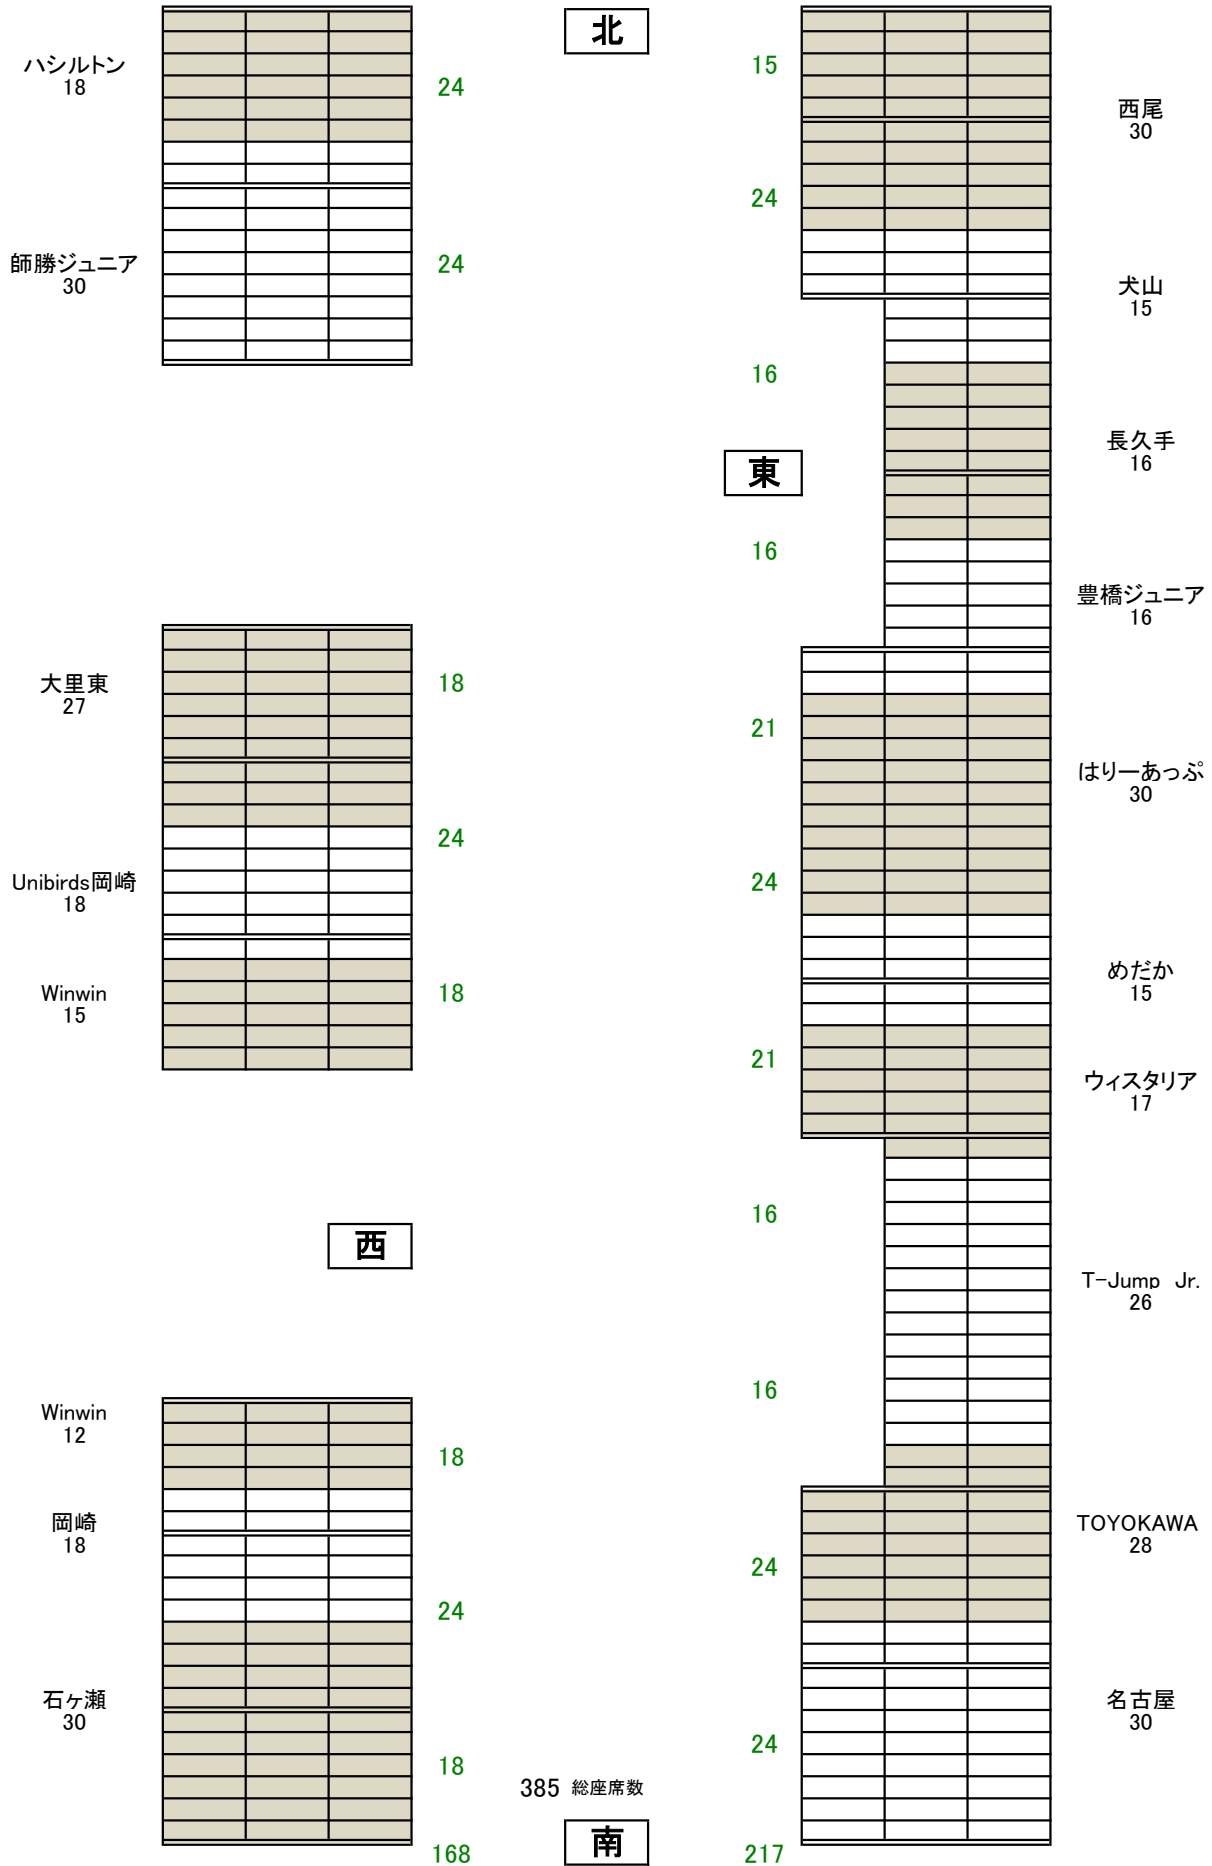 北
ハシルトン
18
24
師勝ジュニア
30
24
大里東
27
18
24
Unibirds岡崎
18
Winwin
15
18
西
Winwin
12
18
岡崎
18
24
石ヶ瀬
30
18
168
385 総座席数
南
15
西尾
30
24
犬山
15
16
長久手
16
東
16
豊橋ジュニア
16
21
はりーあっぷ
30
24
めだか
15
21
ウィスタリア
17
16
T-Jump Jr.
26
16
TOYOKAWA
28
24
名古屋
30
24
217